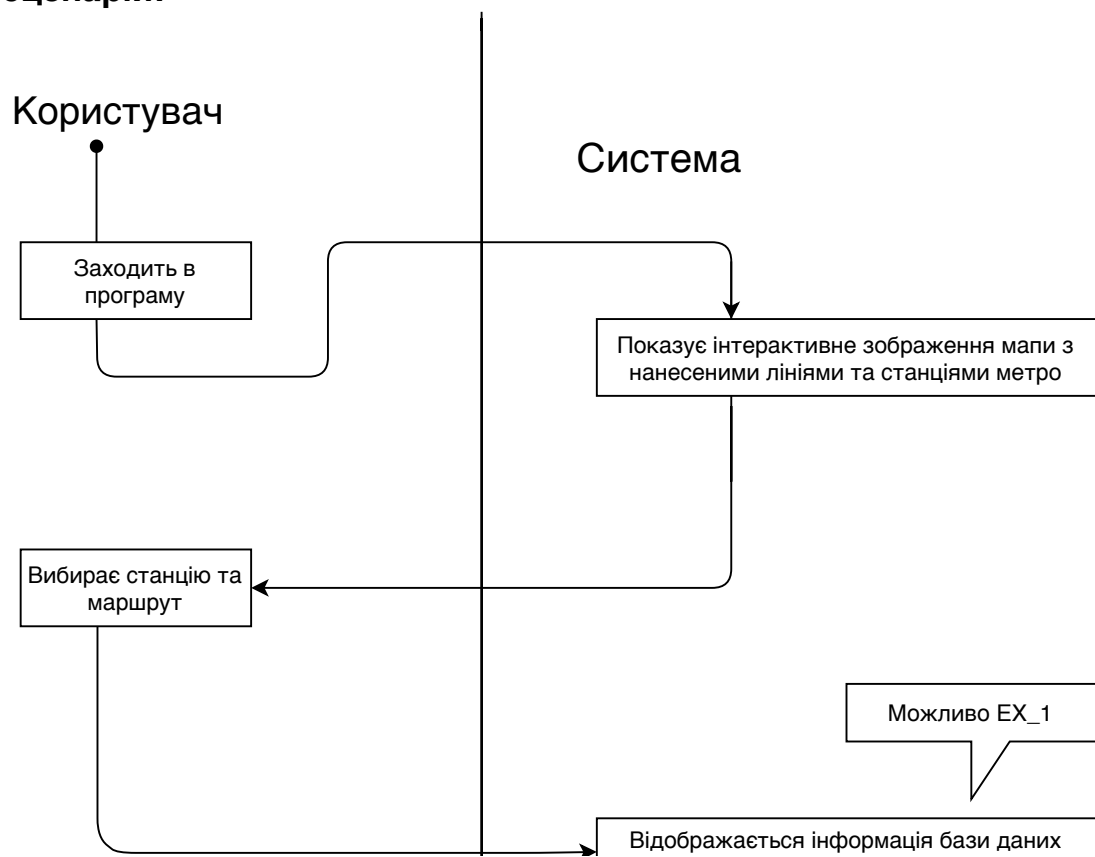 Користувач
Система
Заходить в
програму
Показує інтерактивне зображення мапи з
нанесеними лініями та станціями метро
Вибирає станцію та
маршрут
Можливо EX_1
Відображається інформація бази даних